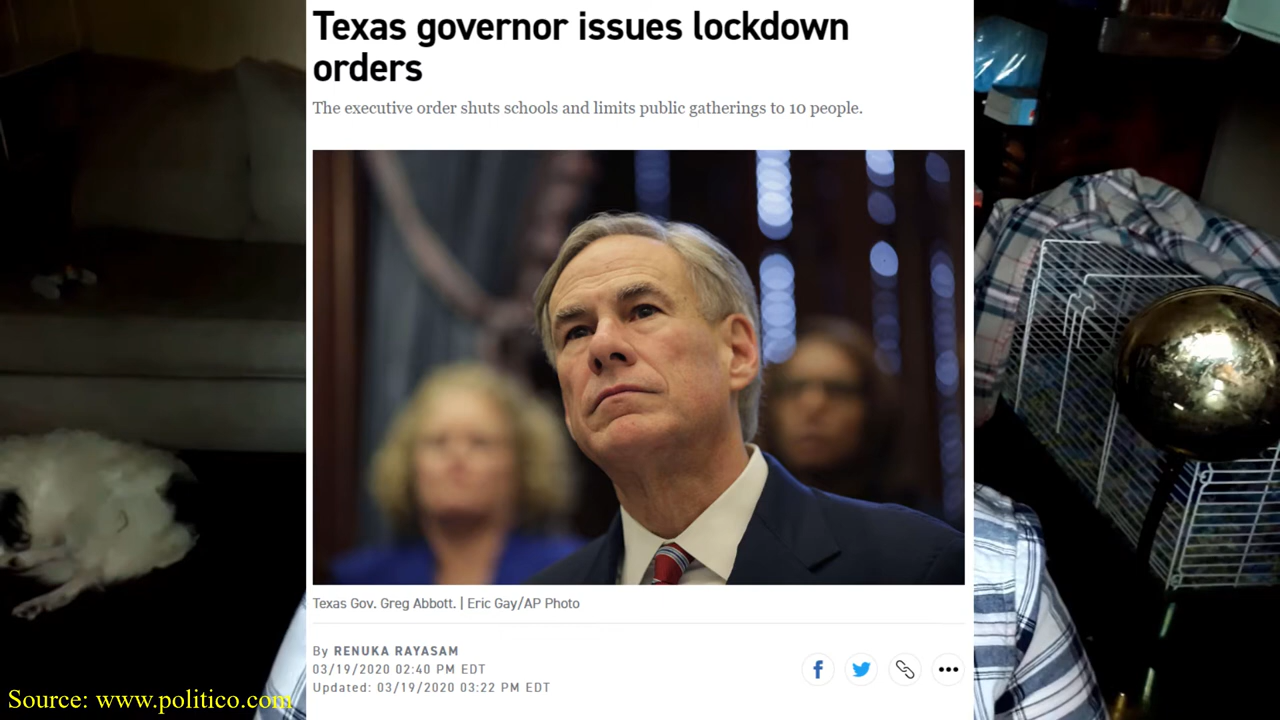 Texas governor issues lockdown
orders
The executive order shuts schools and limits public gatherings to 10 people.
Texas Gov. Greg Abbott. | Eric Gay/AP Photo
By RENUKA RAYASAM
03/19/2020 02:40 PM EDT
Updated: 03/19/2020 03:22 PM EDT
Source: www.politico.com